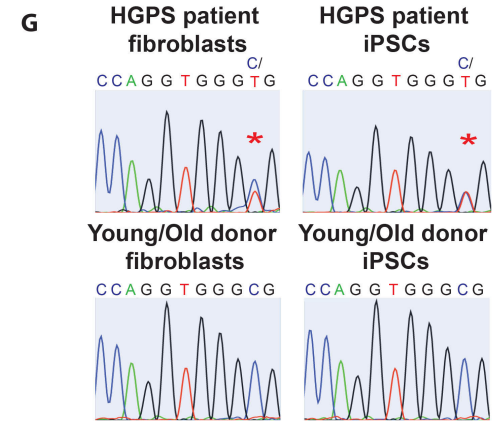 G
HGPS patient
fibroblasts
C/
CCAGGTGGGTG
*
HGPS patient
iPSCs
C/
CCAGGTGGGTG
*
Young/Old donor
fibroblasts
CCAGGTGGGCG
Young/Old donor
iPSCs
CCAGGTGGGCG